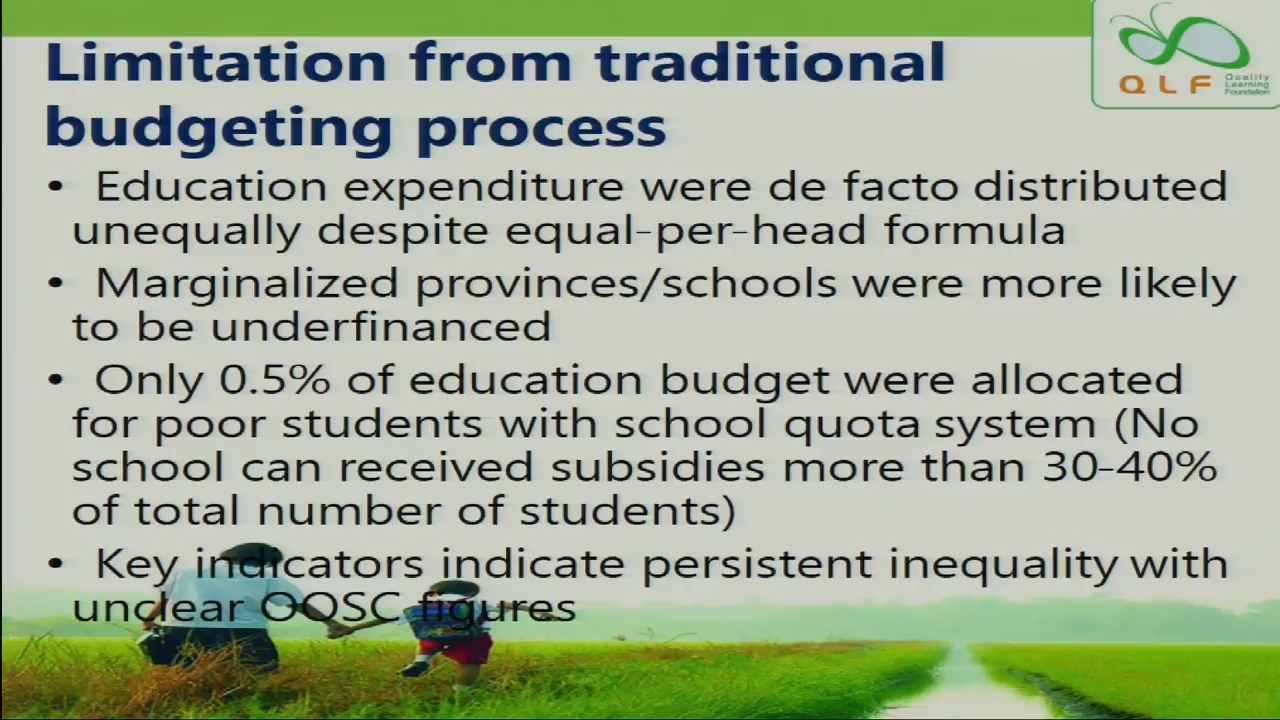 Limitation from traditional
budgeting process
QLF
Quality
Learning
Foundation
• Education expenditure were de facto distributed
unequally despite equal-per-head formula
• Marginalized provinces/schools were more likely
to be underfinanced
• Only 0.5% of education budget were allocated
for poor students with school quota system (No
school can received subsidies more than 30-40%
of total number of students)
• Key indicators indicate persistent inequality with
unclear OOSC figures